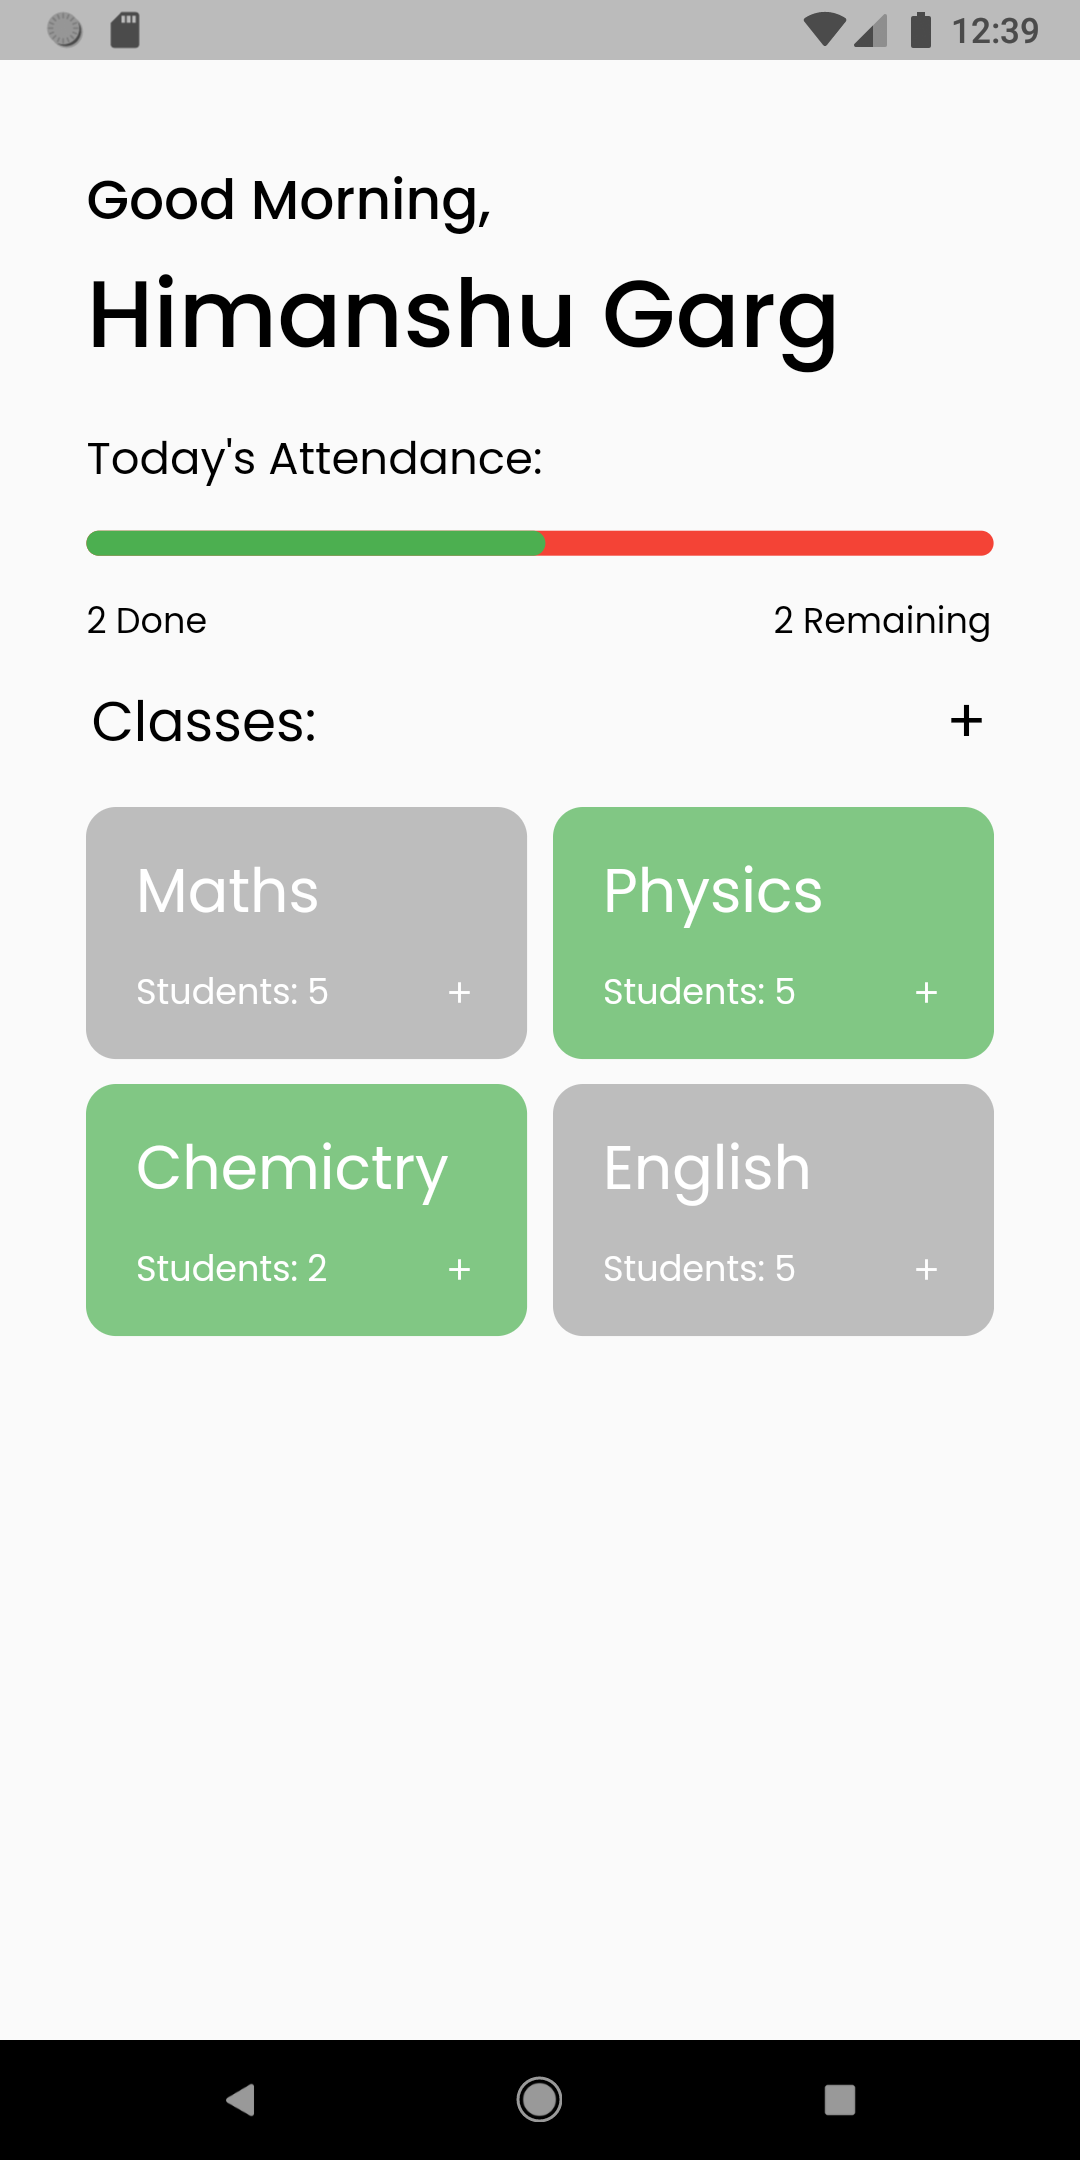 12:39
Good Morning,
Himanshu Garg
Today's Attendance:
2 Done 2 Remaining
Classes: +
Maths Physics
Students: 5 + Students: 5 +
Chemictry English
Students: 2 + Students: 5 +